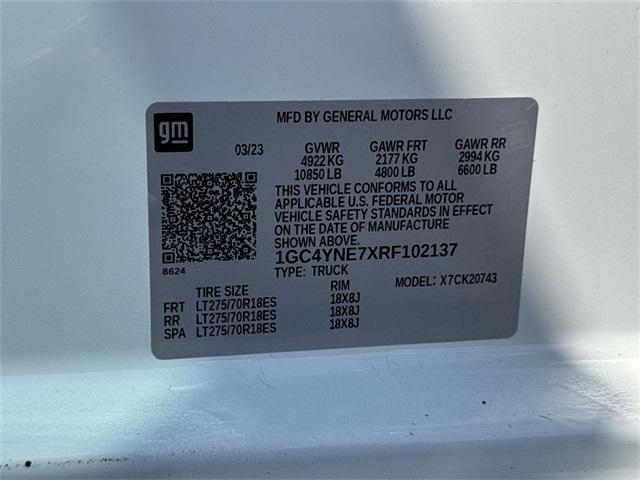 gm
MFD BY GENERAL MOTORS LLC
03/23 GVWR GAWR FRT GAWR RR
4922 KG 2177 KG 2994 KG
10850 LB 4800 LB 6600 LB
THIS VEHICLE CONFORMS TO ALL
APPLICABLE U.S. FEDERAL MOTOR
VEHICLE SAFETY STANDARDS IN EFFECT
ON THE DATE OF MANUFACTURE
SHOWN ABOVE.
1GC4YNE7XRF102137
8624
TYPE: TRUCK MODEL: X7CK20743
TIRE SIZE RIM
FRT LT275/70R18ES 18X8J
RR LT275/70R18ES 18X8J
SPA LT275/70R18ES 18X8J